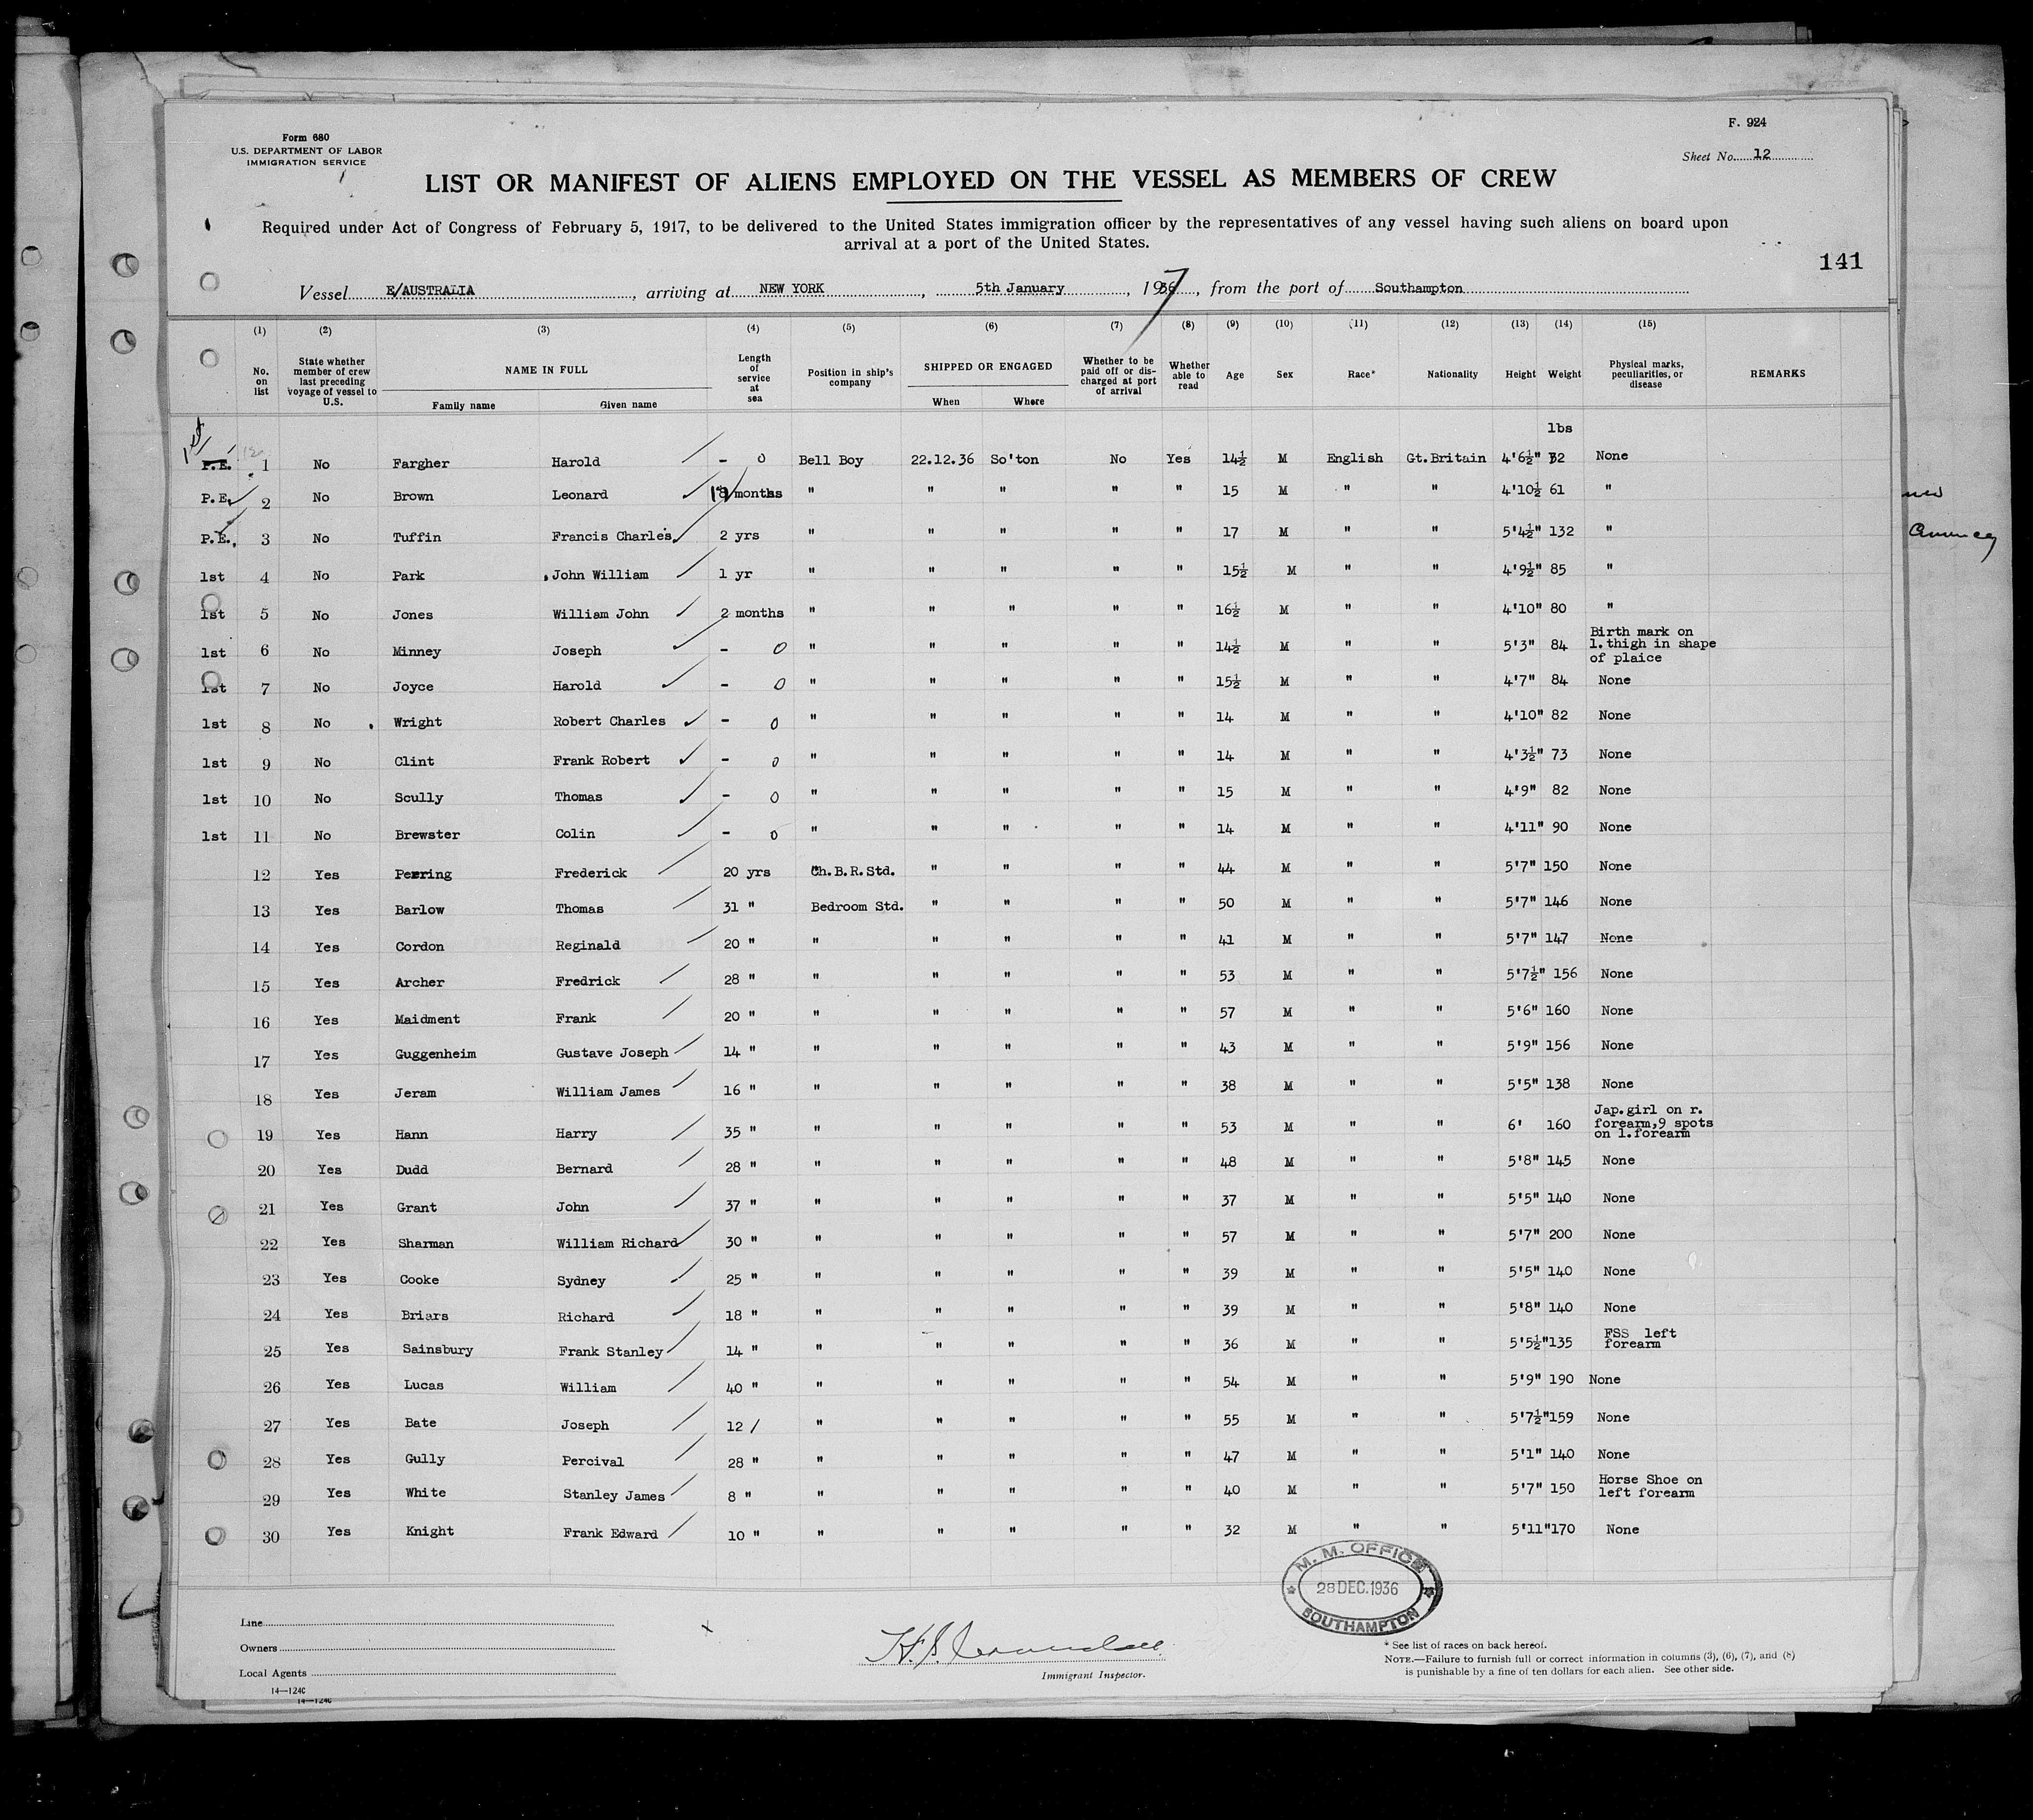 F. 924
Form 680
U.S. DEPARTMENT OF LABOR
IMMIGRATION SERVICE
Sheet No. 12
LIST OR MANIFEST OF ALIENS EMPLOYED ON THE VESSEL AS MEMBERS OF CREW
Required under Act of Congress of February 5, 1917, to be delivered to the United States immigration officer by the representatives of any vessel having such aliens on board upon
arrival at a port of the United States.
141
Vessel E/AUSTRALIA, arriving at NEW YORK, 5th January, 1937, from the port of Southampton
(1) (2) (3) (4) (5) (6) (7) (8) (9) (10) (11) (12) (13) (14) (15)
No. on list | State whether member of crew last preceding voyage of vessel to U.S. | NAME IN FULL Family name Given name | Length of service at sea | Position in ship's company | SHIPPED OR ENGAGED When Where | Whether to be paid off or discharged at port of arrival | Whether able to read | Age | Sex | Race* | Nationality | Height | Weight | Physical marks, peculiarities, or disease | REMARKS
lbs
1st P.E. 1 No Fargher Harold - 0 Bell Boy 22.12.36 So'ton No Yes 14½ M English Gt.Britain 4'6½" 72 None
P.E. 2 No Brown Leonard months " " " " " 15 M " " 4'10½ 61 "
P.E. 3 No Tuffin Francis Charles 2 yrs " " " " " 17 M " " 5'4½" 132 "
1st 4 No Park John William 1 yr " " " " " 15½ M " " 4'9½" 85 "
1st 5 No Jones William John 2 months " " " " " 16½ M " " 4'10" 80 "
1st 6 No Minney Joseph - 0 " " " " " 14½ M " " 5'3" 84 Birth mark on l.thigh in shape of plaice
1st 7 No Joyce Harold - 0 " " " " " 15½ M " " 4'7" 84 None
1st 8 No Wright Robert Charles - 0 " " " " " 14 M " " 4'10" 82 None
1st 9 No Clint Frank Robert - 0 " " " " " 14 M " " 4'3½" 73 None
1st 10 No Scully Thomas - 0 " " " " " 15 M " " 4'9" 82 None
1st 11 No Brewster Colin - 0 " " " " " 14 M " " 4'11" 90 None
12 Yes Peering Frederick 20 yrs Ch.B.R.Std. " " " " 44 M " " 5'7" 150 None
13 Yes Barlow Thomas 31 " Bedroom Std. " " " " 50 M " " 5'7" 146 None
14 Yes Cordon Reginald 20 " " " " " " 41 M " " 5'7" 147 None
15 Yes Archer Fredrick 28 " " " " " " 53 M " " 5'7½" 156 None
16 Yes Maidment Frank 20 " " " " " " 57 M " " 5'6" 160 None
17 Yes Guggenheim Gustave Joseph 14 " " " " " " 43 M " " 5'9" 156 None
18 Yes Jeram William James 16 " " " " " " 38 M " " 5'5" 138 None
19 Yes Hann Harry 35 " " " " " " 53 M " " 6' 160 Jap.girl on r. forearm,9 spots on l.forearm
20 Yes Dudd Bernard 28 " " " " " " 48 M " " 5'8" 145 None
21 Yes Grant John 37 " " " " " " 37 M " " 5'5" 140 None
22 Yes Sharman William Richard 30 " " " " " " 57 M " " 5'7" 200 None
23 Yes Cooke Sydney 25 " " " " " " 39 M " " 5'5" 140 None
24 Yes Briars Richard 18 " " " " " " 39 M " " 5'8" 140 None
25 Yes Sainsbury Frank Stanley 14 " " " " " " 36 M " " 5'5½" 135 FSS left forearm
26 Yes Lucas William 40 " " " " " " 54 M " " 5'9" 190 None
27 Yes Bate Joseph 12 / " " " " " 55 M " " 5'7½" 159 None
28 Yes Gully Percival 28 " " " " " " 47 M " " 5'1" 140 None
29 Yes White Stanley James 8 " " " " " " 40 M " " 5'7" 150 Horse Shoe on left forearm
30 Yes Knight Frank Edward 10 " " " " " " 32 M " " 5'11" 170 None
M. M. OFFICE
28 DEC. 1936
SOUTHAMPTON
Line
Owners
Local Agents
14—1240
14—1240
Immigrant Inspector.
* See list of races on back hereof.
NOTE.—Failure to furnish full or correct information in columns (3), (6), (7), and (8)
is punishable by a fine of ten dollars for each alien. See other side.